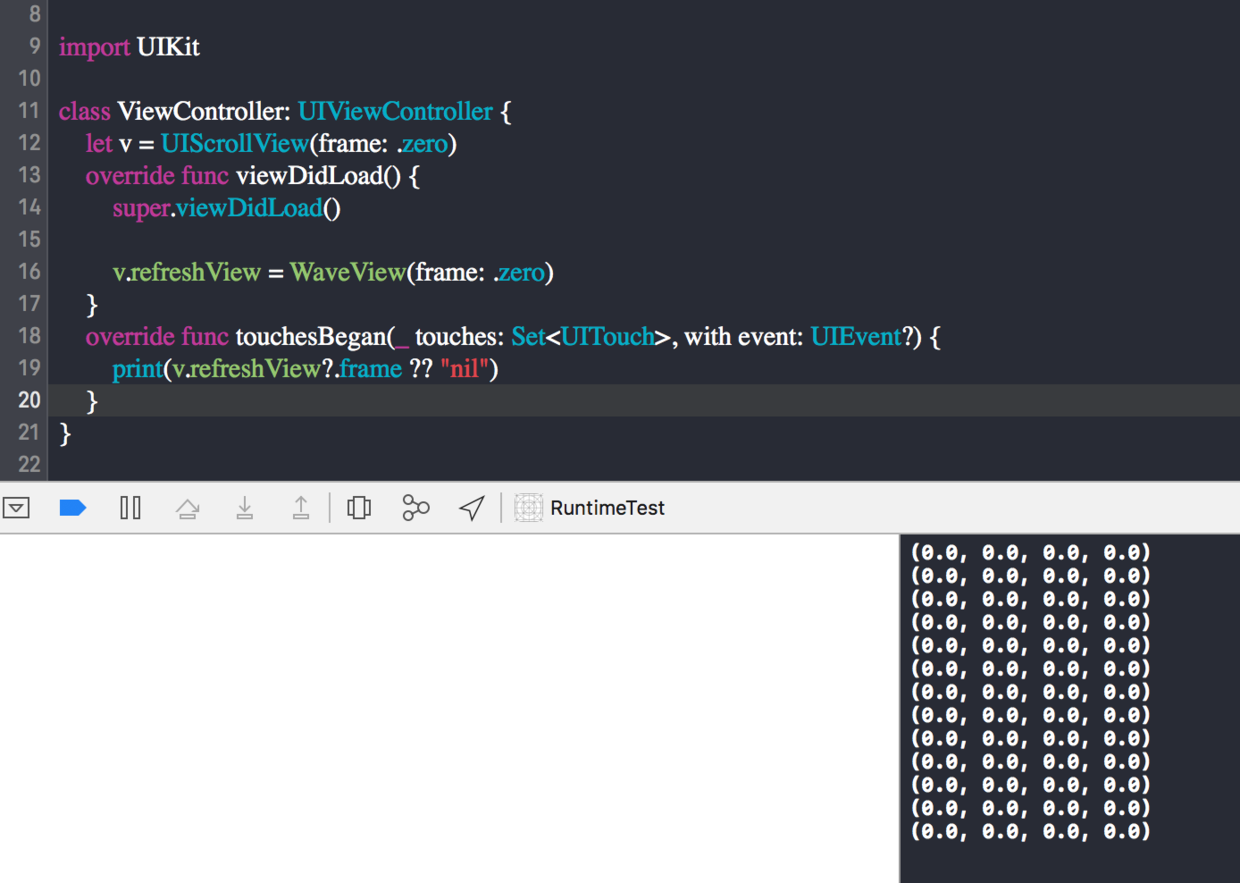 8
9 import UIKit
10
11 class ViewController: UIViewController {
12 let v = UIScrollView(frame: .zero)
13 override func viewDidLoad() {
14 super.viewDidLoad()
15
16 v.refreshView = WaveView(frame: .zero)
17 }
18 override func touchesBegan(_ touches: Set<UITouch>, with event: UIEvent?) {
19 print(v.refreshView?.frame ?? "nil")
20 }
21 }
22
RuntimeTest
(0.0, 0.0, 0.0, 0.0)
(0.0, 0.0, 0.0, 0.0)
(0.0, 0.0, 0.0, 0.0)
(0.0, 0.0, 0.0, 0.0)
(0.0, 0.0, 0.0, 0.0)
(0.0, 0.0, 0.0, 0.0)
(0.0, 0.0, 0.0, 0.0)
(0.0, 0.0, 0.0, 0.0)
(0.0, 0.0, 0.0, 0.0)
(0.0, 0.0, 0.0, 0.0)
(0.0, 0.0, 0.0, 0.0)
(0.0, 0.0, 0.0, 0.0)
(0.0, 0.0, 0.0, 0.0)